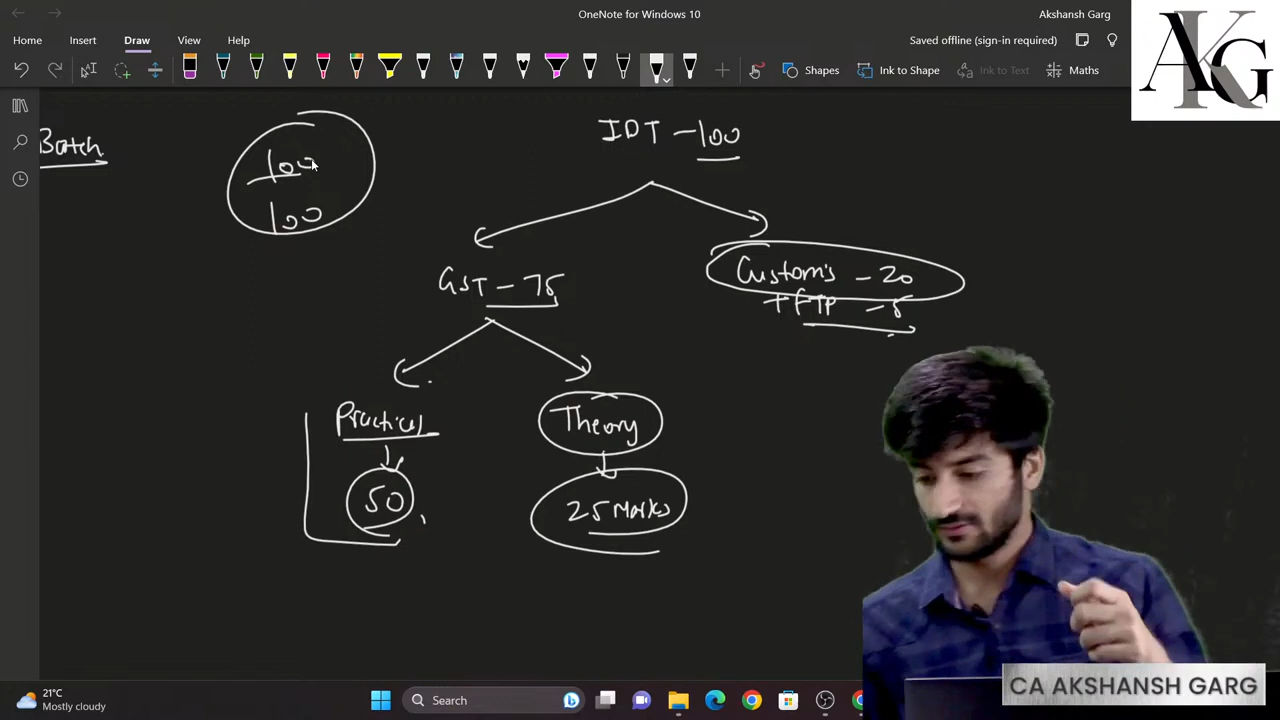 OneNote for Windows 10
Akshansh Garg
Home Insert Draw View Help
Saved offline (sign-in required)
Shapes Ink to Shape Ink to Text Maths
AKG
Batch
100
100
IDT - 100
GST - 75
Custom's - 20
+ FTP - 5
Practical
50
Theory
25 Marks
CA AKSHANSH GARG
21°C
Mostly cloudy
Search